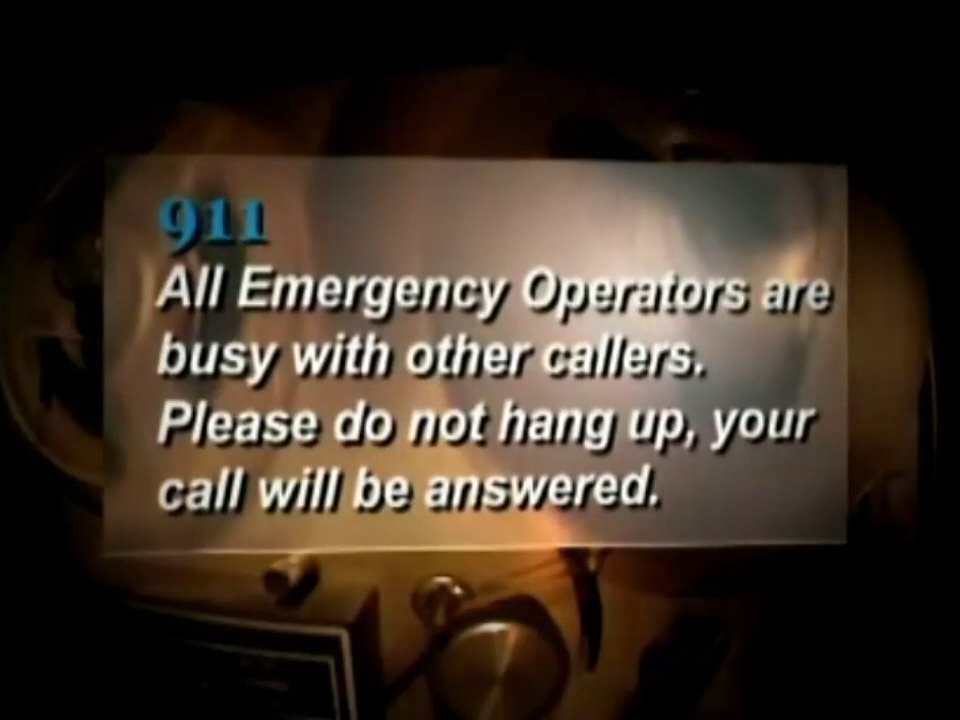 911
All Emergency Operators are
busy with other callers.
Please do not hang up, your
call will be answered.